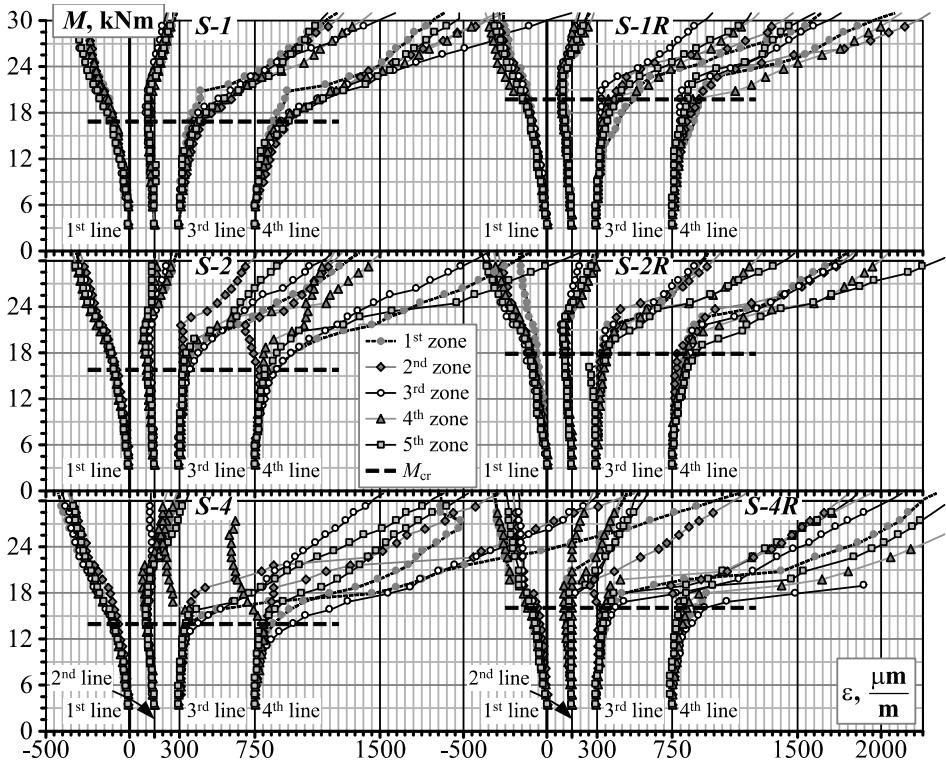 M, kNm
S-1
S-1R
30
24
18
12
6
0
1st line
3rd line
4th line
1st line
3rd line
4th line
S-2
S-2R
24
18
12
6
0
1st zone
2nd zone
3rd zone
4th zone
5th zone
Mcr
1st line
3rd line
4th line
1st line
3rd line
4th line
S-4
S-4R
24
18
12
6
0
2nd line
1st line
3rd line
4th line
2nd line
1st line
3rd line
4th line
ε, μm/m
-500 0 300 750 1500 -500 0 300 750 1500 2000